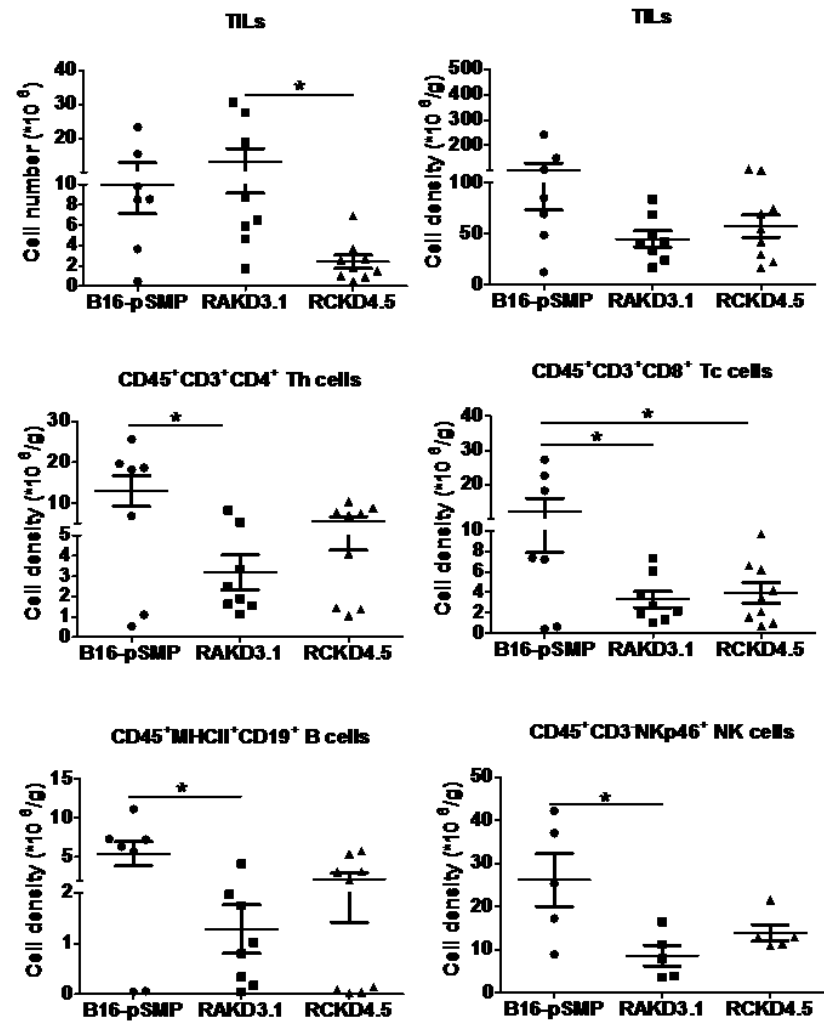 TILs
Cell number (*10 6)
40
30
20
10
8
6
4
2
0
*
B16-pSMP RAKD3.1 RCKD4.5
TILs
Cell density (*10 6/g)
500
400
300
200
100
50
0
B16-pSMP RAKD3.1 RCKD4.5
CD45+CD3+CD4+ Th cells
Cell density (*10 6/g)
30
20
10
5
4
3
2
1
0
*
B16-pSMP RAKD3.1 RCKD4.5
CD45+CD3+CD8+ Tc cells
Cell density (*10 6/g)
40
30
20
10
8
6
4
2
0
*
*
B16-pSMP RAKD3.1 RCKD4.5
CD45+MHCII+CD19+ B cells
Cell density (*10 6/g)
15
10
5
2
1
0
*
B16-pSMP RAKD3.1 RCKD4.5
CD45+CD3-NKp46+ NK cells
Cell density (*10 6/g)
50
40
30
20
10
0
*
B16-pSMP RAKD3.1 RCKD4.5